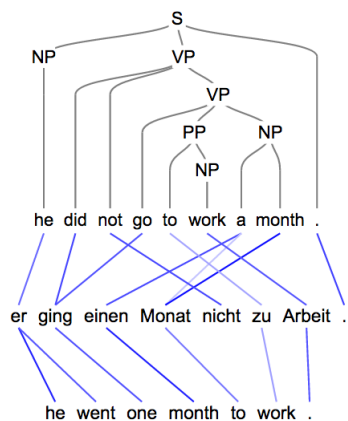 S
NP VP
VP
PP NP
NP
he did not go to work a month .
er ging einen Monat nicht zu Arbeit .
he went one month to work .